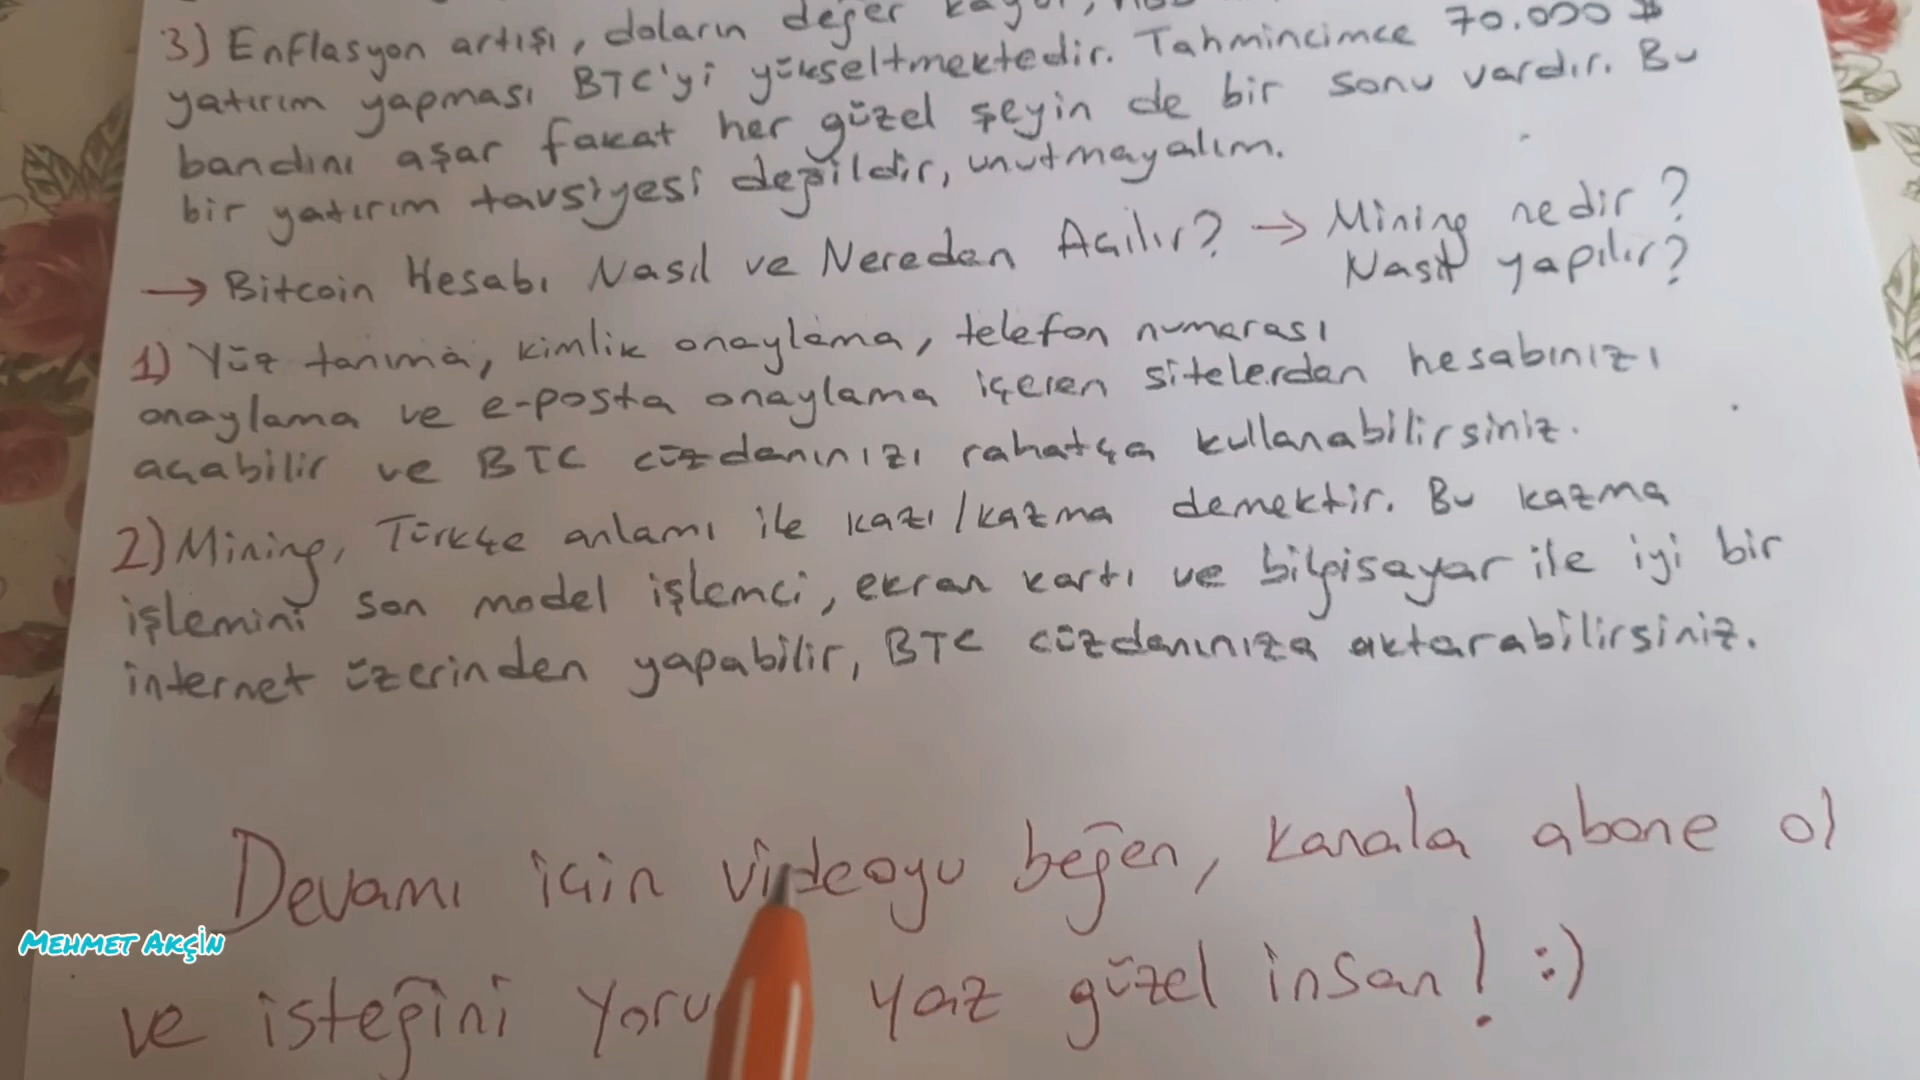 3) Enflasyon artışı, doların değer
yatırım yapması BTC'yi yükseltmektedir. Tahmincimce 70.000 $
bandını aşar fakat her güzel şeyin de bir sonu vardır. Bu
bir yatırım tavsiyesi değildir, unutmayalım.
→ Bitcoin Hesabı Nasıl ve Nereden Açılır? → Mining nedir?
Nasıl yapılır?
1) Yüz tanıma, kimlik onaylama, telefon numarası
onaylama ve e-posta onaylama içeren sitelerden hesabınızı
açabilir ve BTC cüzdanınızı rahatça kullanabilirsiniz.
2) Mining, Türkçe anlamı ile kazı/kazma demektir. Bu kazma
işlemini son model işlemci, ekran kartı ve bilgisayar ile iyi bir
internet üzerinden yapabilir, BTC cüzdanınıza aktarabilirsiniz.
Devamı için videoyu beğen, kanala abone ol
ve isteğini yaz güzel insan! :)
MEHMET AKÇİN